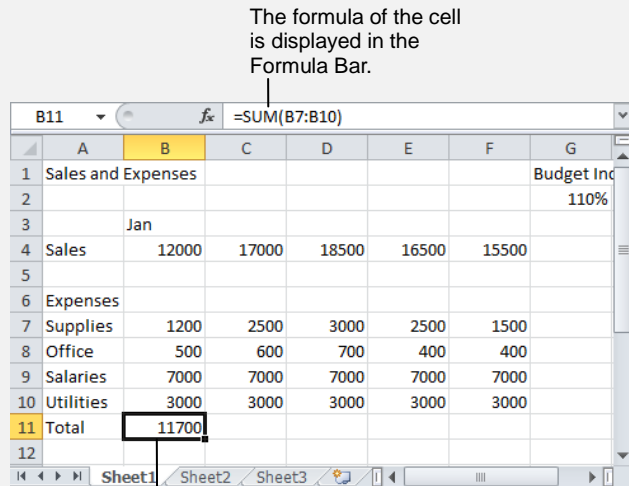 The formula of the cell
is displayed in the
Formula Bar.
B11 fx =SUM(B7:B10)
A B C D E F G
1 Sales and Expenses Budget Inc
2 110%
3 Jan
4 Sales 12000 17000 18500 16500 15500
5
6 Expenses
7 Supplies 1200 2500 3000 2500 1500
8 Office 500 600 700 400 400
9 Salaries 7000 7000 7000 7000 7000
10 Utilities 3000 3000 3000 3000 3000
11 Total 11700
12
Sheet1 Sheet2 Sheet3